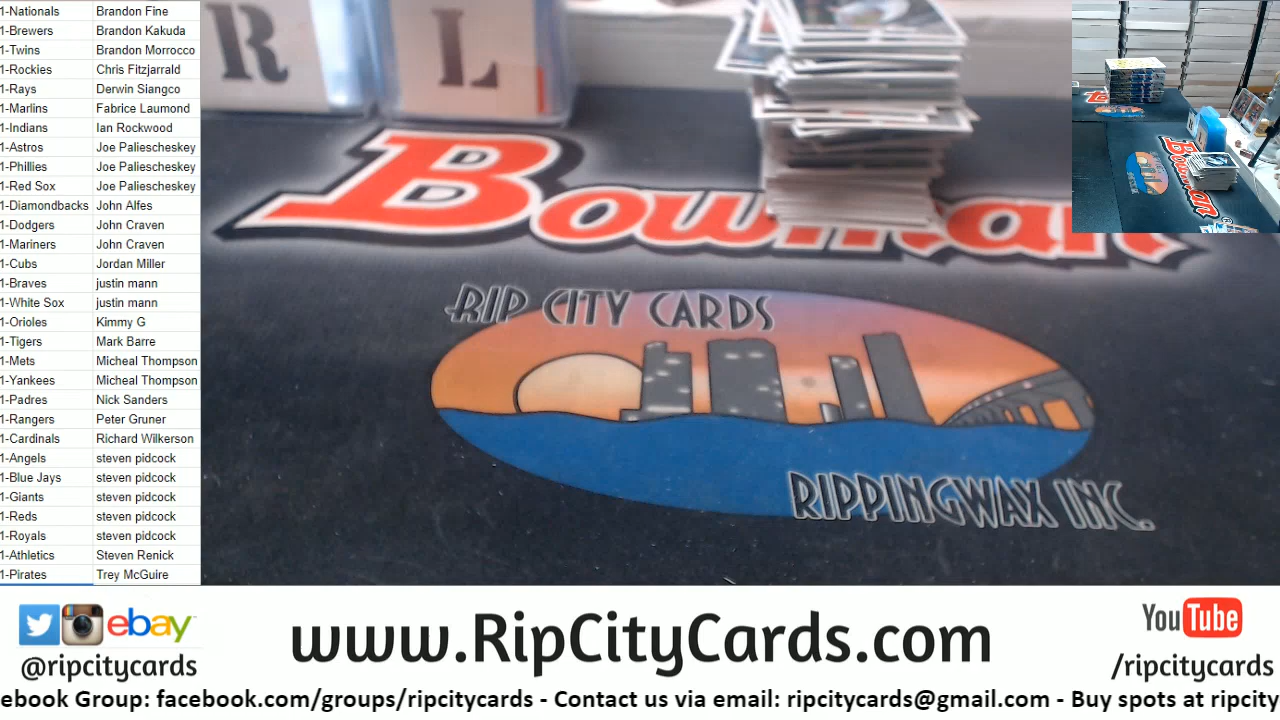 1-Nationals Brandon Fine
1-Brewers Brandon Kakuda
1-Twins Brandon Morrocco
1-Rockies Chris Fitzjarrald
1-Rays Derwin Siangco
1-Marlins Fabrice Laumond
1-Indians Ian Rockwood
1-Astros Joe Paliescheskey
1-Phillies Joe Paliescheskey
1-Red Sox Joe Paliescheskey
1-Diamondbacks John Alfes
1-Dodgers John Craven
1-Mariners John Craven
1-Cubs Jordan Miller
1-Braves justin mann
1-White Sox justin mann
1-Orioles Kimmy G
1-Tigers Mark Barre
1-Mets Micheal Thompson
1-Yankees Micheal Thompson
1-Padres Nick Sanders
1-Rangers Peter Gruner
1-Cardinals Richard Wilkerson
1-Angels steven pidcock
1-Blue Jays steven pidcock
1-Giants steven pidcock
1-Reds steven pidcock
1-Royals steven pidcock
1-Athletics Steven Renick
1-Pirates Trey McGuire
R L
Bowman
RIP CITY CARDS
RIPPINGWAX INC.
Bowman
ebay
@ripcitycards
www.RipCityCards.com
YouTube
/ripcitycards
ebook Group: facebook.com/groups/ripcitycards - Contact us via email: ripcitycards@gmail.com - Buy spots at ripcity